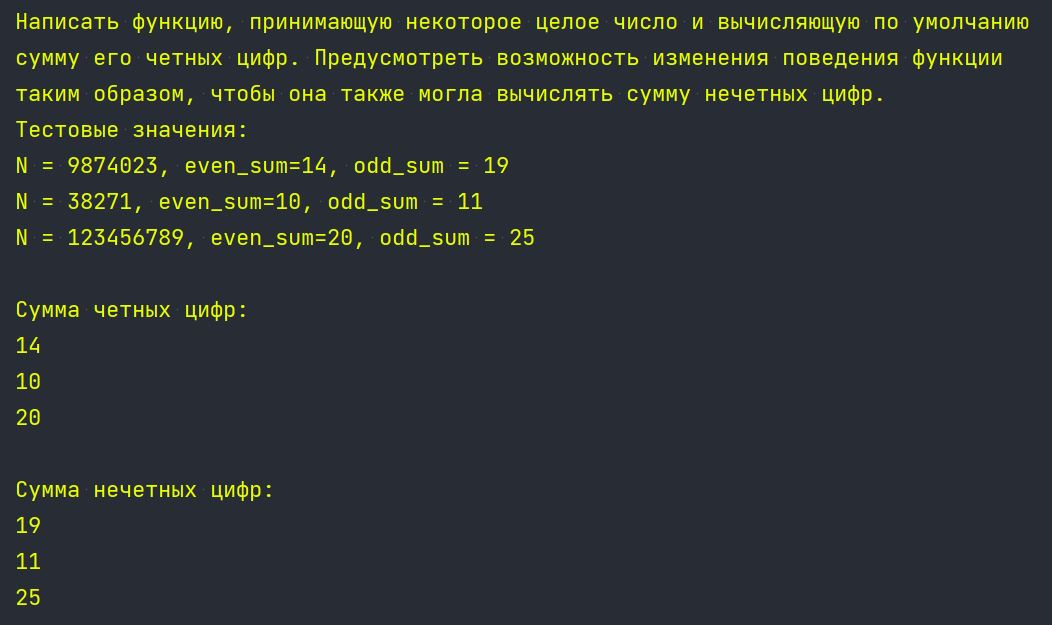 Написать функцию, принимающую некоторое целое число и вычисляющую по умолчанию
сумму его четных цифр. Предусмотреть возможность изменения поведения функции
таким образом, чтобы она также могла вычислять сумму нечетных цифр.
Тестовые значения:
N = 9874023, even_sum=14, odd_sum = 19
N = 38271, even_sum=10, odd_sum = 11
N = 123456789, even_sum=20, odd_sum = 25
Сумма четных цифр:
14
10
20
Сумма нечетных цифр:
19
11
25